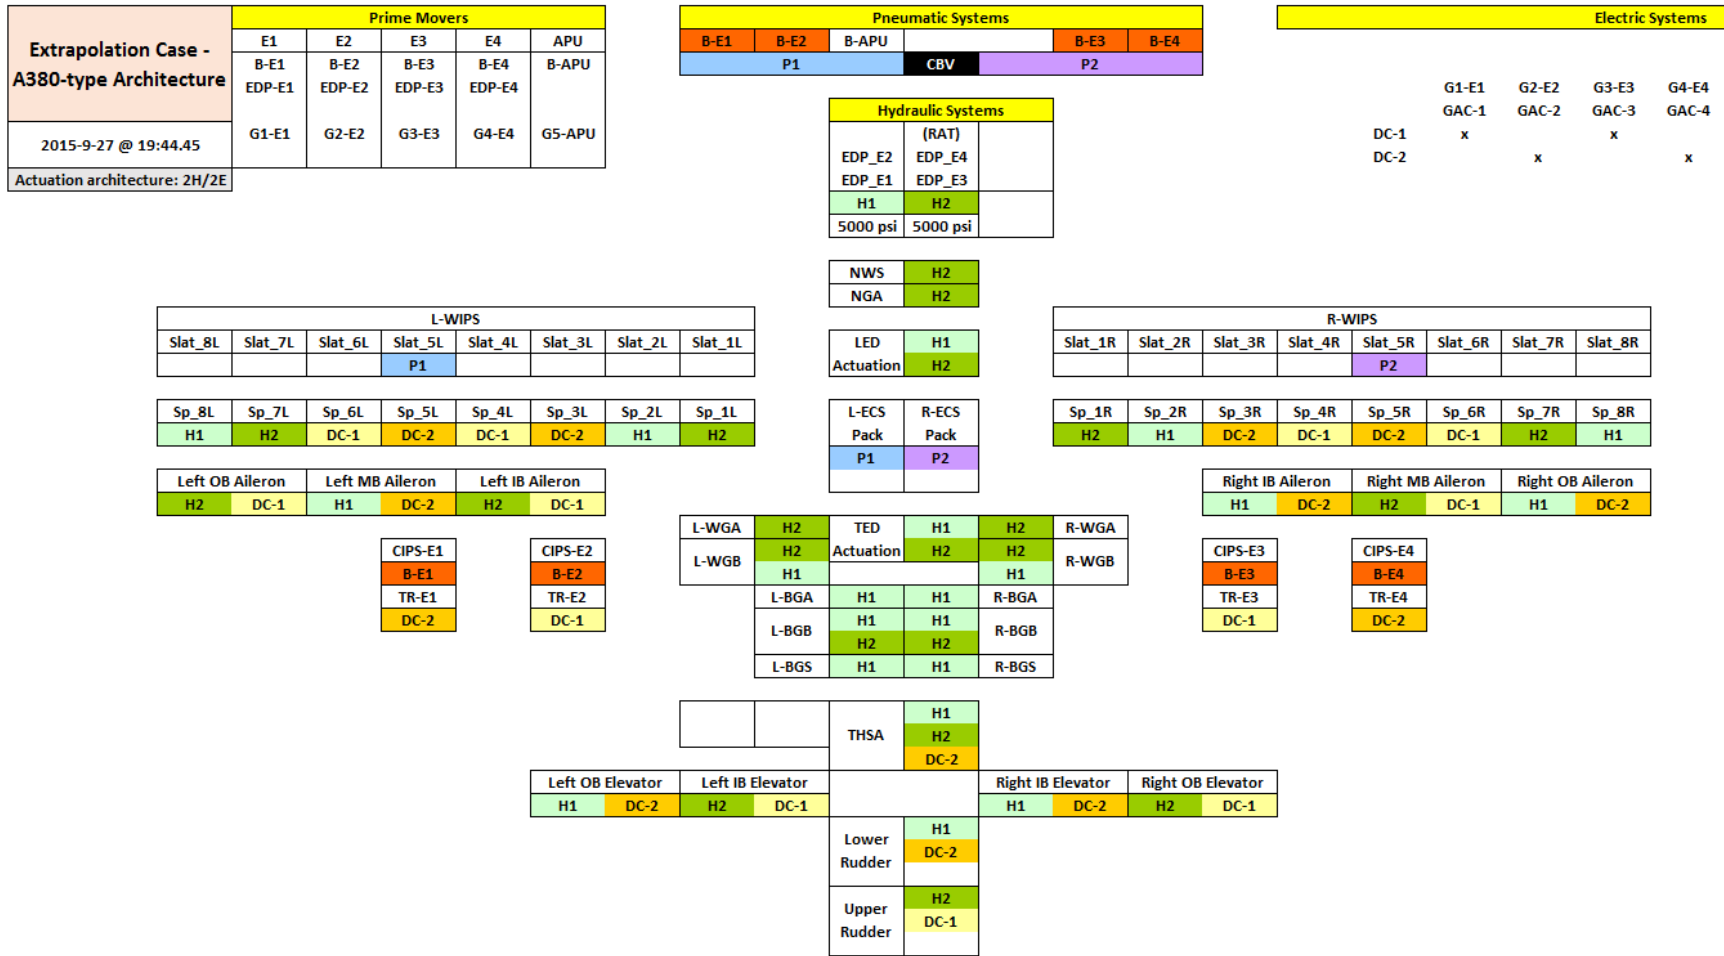 Prime Movers
Pneumatic Systems
Electric Systems
Extrapolation Case -
A380-type Architecture
E1 E2 E3 E4 APU
B-E1 B-E2 B-APU B-E3 B-E4
B-E1 B-E2 B-E3 B-E4 B-APU
P1 CBV P2
EDP-E1 EDP-E2 EDP-E3 EDP-E4
G1-E1 G2-E2 G3-E3 G4-E4
Hydraulic Systems
GAC-1 GAC-2 GAC-3 GAC-4
2015-9-27 @ 19:44.45
G1-E1 G2-E2 G3-E3 G4-E4 G5-APU
(RAT)
DC-1 x x
EDP_E2 EDP_E4
DC-2 x x
Actuation architecture: 2H/2E
EDP_E1 EDP_E3
H1 H2
5000 psi 5000 psi
NWS H2
NGA H2
L-WIPS
R-WIPS
Slat_8L Slat_7L Slat_6L Slat_5L Slat_4L Slat_3L Slat_2L Slat_1L
LED H1
Slat_1R Slat_2R Slat_3R Slat_4R Slat_5R Slat_6R Slat_7R Slat_8R
P1
Actuation H2
P2
Sp_8L Sp_7L Sp_6L Sp_5L Sp_4L Sp_3L Sp_2L Sp_1L
L-ECS R-ECS
Sp_1R Sp_2R Sp_3R Sp_4R Sp_5R Sp_6R Sp_7R Sp_8R
H1 H2 DC-1 DC-2 DC-1 DC-2 H1 H2
Pack Pack
H2 H1 DC-2 DC-1 DC-2 DC-1 H2 H1
P1 P2
Left OB Aileron Left MB Aileron Left IB Aileron
Right IB Aileron Right MB Aileron Right OB Aileron
H2 DC-1 H1 DC-2 H2 DC-1
H1 DC-2 H2 DC-1 H1 DC-2
L-WGA H2 TED H1 H2 R-WGA
CIPS-E1 CIPS-E2
L-WGB H2 Actuation H2 H2 R-WGB
CIPS-E3 CIPS-E4
B-E1 B-E2
H1 H1
B-E3 B-E4
TR-E1 TR-E2
L-BGA H1 H1 R-BGA
TR-E3 TR-E4
DC-2 DC-1
L-BGB H1 H1 R-BGB
DC-1 DC-2
H2 H2
L-BGS H1 H1 R-BGS
THSA H1
H2
DC-2
Left OB Elevator Left IB Elevator
Right IB Elevator Right OB Elevator
H1 DC-2 H2 DC-1
H1 DC-2 H2 DC-1
Lower
Rudder
H1
DC-2
Upper
Rudder
H2
DC-1